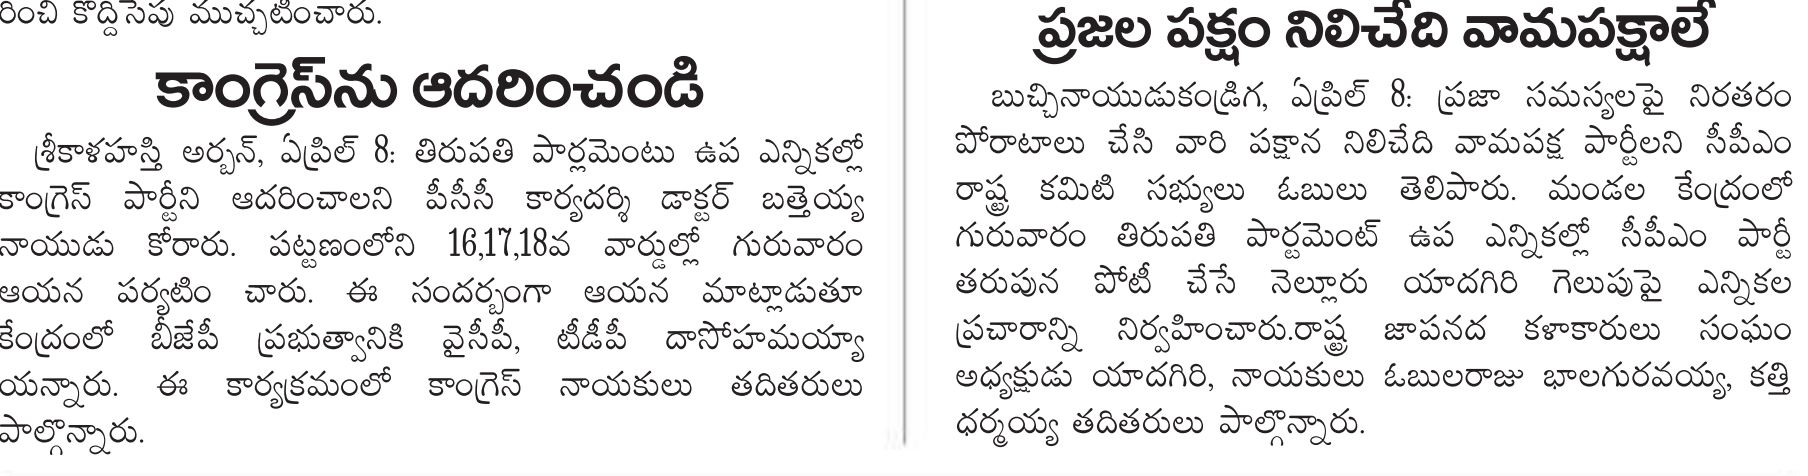 రించి కొద్దిసేపు ముచ్చటించారు.
కాంగ్రెస్‌ను ఆదరించండి
శ్రీకాళహస్తి అర్బన్, ఏప్రిల్ 8: తిరుపతి పార్లమెంటు ఉప ఎన్నికల్లో
కాంగ్రెస్ పార్టీని ఆదరించాలని పీసీసీ కార్యదర్శి డాక్టర్ బత్తెయ్య
నాయుడు కోరారు. పట్టణంలోని 16,17,18వ వార్డుల్లో గురువారం
ఆయన పర్యటిం చారు. ఈ సందర్భంగా ఆయన మాట్లాడుతూ
కేంద్రంలో బీజేపీ ప్రభుత్వానికి వైసీపీ, టీడీపీ దాసోహమయ్యా
యన్నారు. ఈ కార్యక్రమంలో కాంగ్రెస్ నాయకులు తదితరులు
పాల్గొన్నారు.
ప్రజల పక్షం నిలిచేది వామపక్షాలే
బుచ్చినాయుడుకండ్రిగ, ఏప్రిల్ 8: ప్రజా సమస్యలపై నిరతరం
పోరాటాలు చేసి వారి పక్షాన నిలిచేది వామపక్ష పార్టీలని సీపీఎం
రాష్ట్ర కమిటి సభ్యులు ఓబులు తెలిపారు. మండల కేంద్రంలో
గురువారం తిరుపతి పార్లమెంట్ ఉప ఎన్నికల్లో సీపీఎం పార్టీ
తరుపున పోటీ చేసే నెల్లూరు యాదగిరి గెలుపుపై ఎన్నికల
ప్రచారాన్ని నిర్వహించారు.రాష్ట్ర జాపనద కళాకారులు సంఘం
అధ్యక్షుడు యాదగిరి, నాయకులు ఓబులరాజు భాలగురవయ్య, కత్తి
ధర్మయ్య తదితరులు పాల్గొన్నారు.